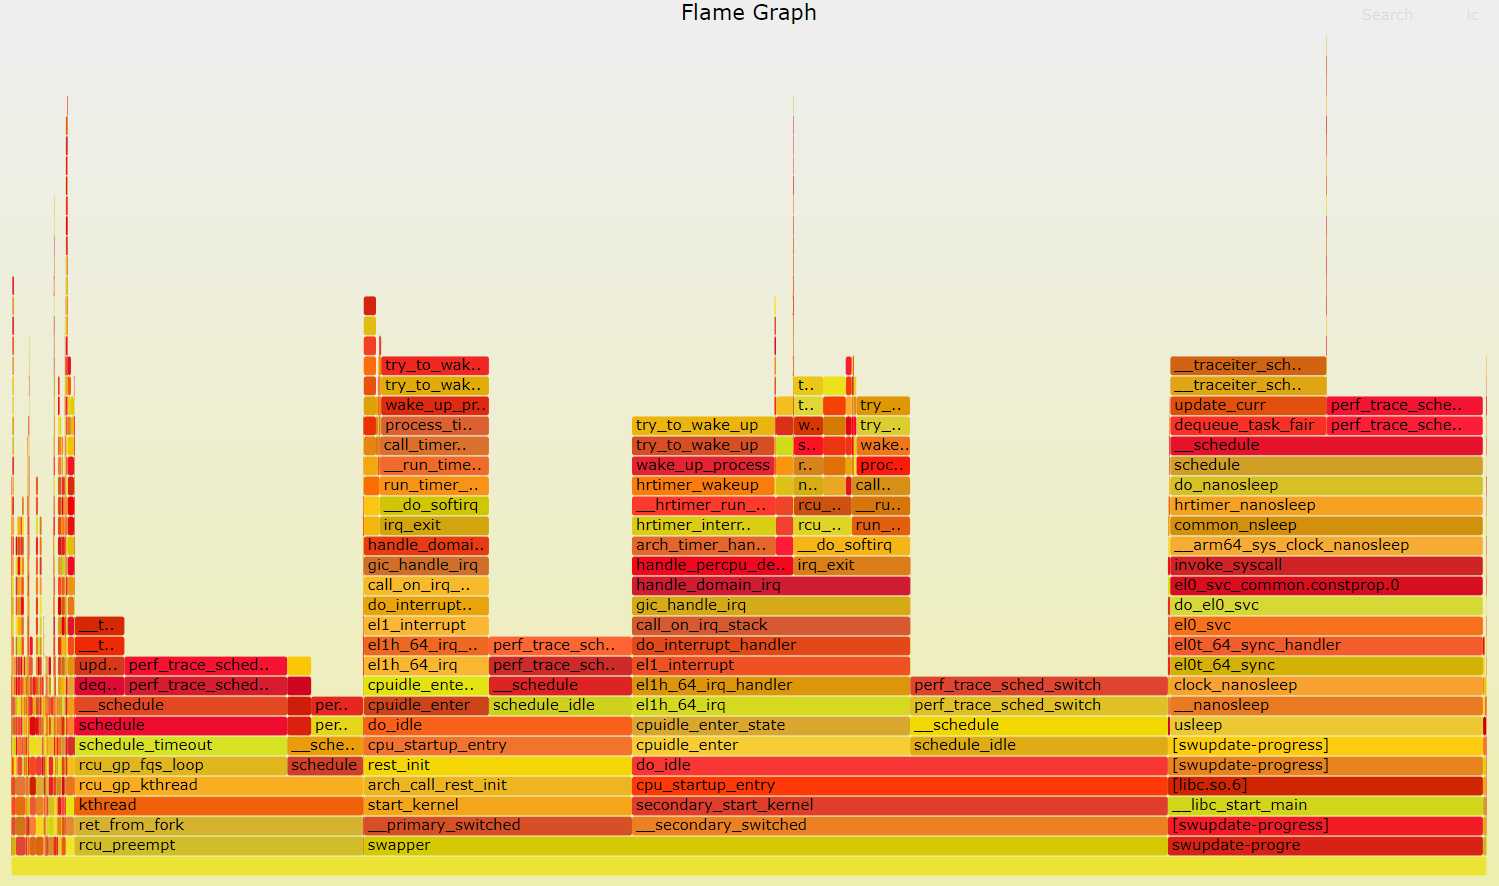 Flame Graph
Search ic
try_to_wak.. __traceiter_sch..
try_to_wak.. t.. __traceiter_sch..
wake_up_pr.. t.. try_.. update_curr perf_trace_sche..
process_ti.. try_to_wake_up w.. try_.. dequeue_task_fair perf_trace_sche..
call_timer.. try_to_wake_up s.. wake.. __schedule
__run_time.. wake_up_process r.. proc.. schedule
run_timer_.. hrtimer_wakeup n.. call.. do_nanosleep
__do_softirq __hrtimer_run_.. rcu_.. __ru.. hrtimer_nanosleep
irq_exit hrtimer_interr.. rcu_.. run_.. common_nsleep
handle_domai.. arch_timer_han.. __do_softirq __arm64_sys_clock_nanosleep
gic_handle_irq handle_percpu_de.. irq_exit invoke_syscall
call_on_irq_.. handle_domain_irq el0_svc_common.constprop.0
do_interrupt.. gic_handle_irq do_el0_svc
__t.. el1_interrupt call_on_irq_stack el0_svc
__t.. el1h_64_irq_.. perf_trace_sch.. do_interrupt_handler el0t_64_sync_handler
upd.. perf_trace_sched.. el1h_64_irq perf_trace_sch.. el1_interrupt el0t_64_sync
deq.. perf_trace_sched.. cpuidle_ente.. __schedule el1h_64_irq_handler perf_trace_sched_switch clock_nanosleep
__schedule per.. cpuidle_enter schedule_idle el1h_64_irq perf_trace_sched_switch __nanosleep
schedule per.. do_idle cpuidle_enter_state __schedule usleep
schedule_timeout __sche.. cpu_startup_entry cpuidle_enter schedule_idle [swupdate-progress]
rcu_gp_fqs_loop schedule rest_init do_idle [swupdate-progress]
rcu_gp_kthread arch_call_rest_init cpu_startup_entry [libc.so.6]
kthread start_kernel secondary_start_kernel __libc_start_main
ret_from_fork __primary_switched __secondary_switched [swupdate-progress]
rcu_preempt swapper swupdate-progre